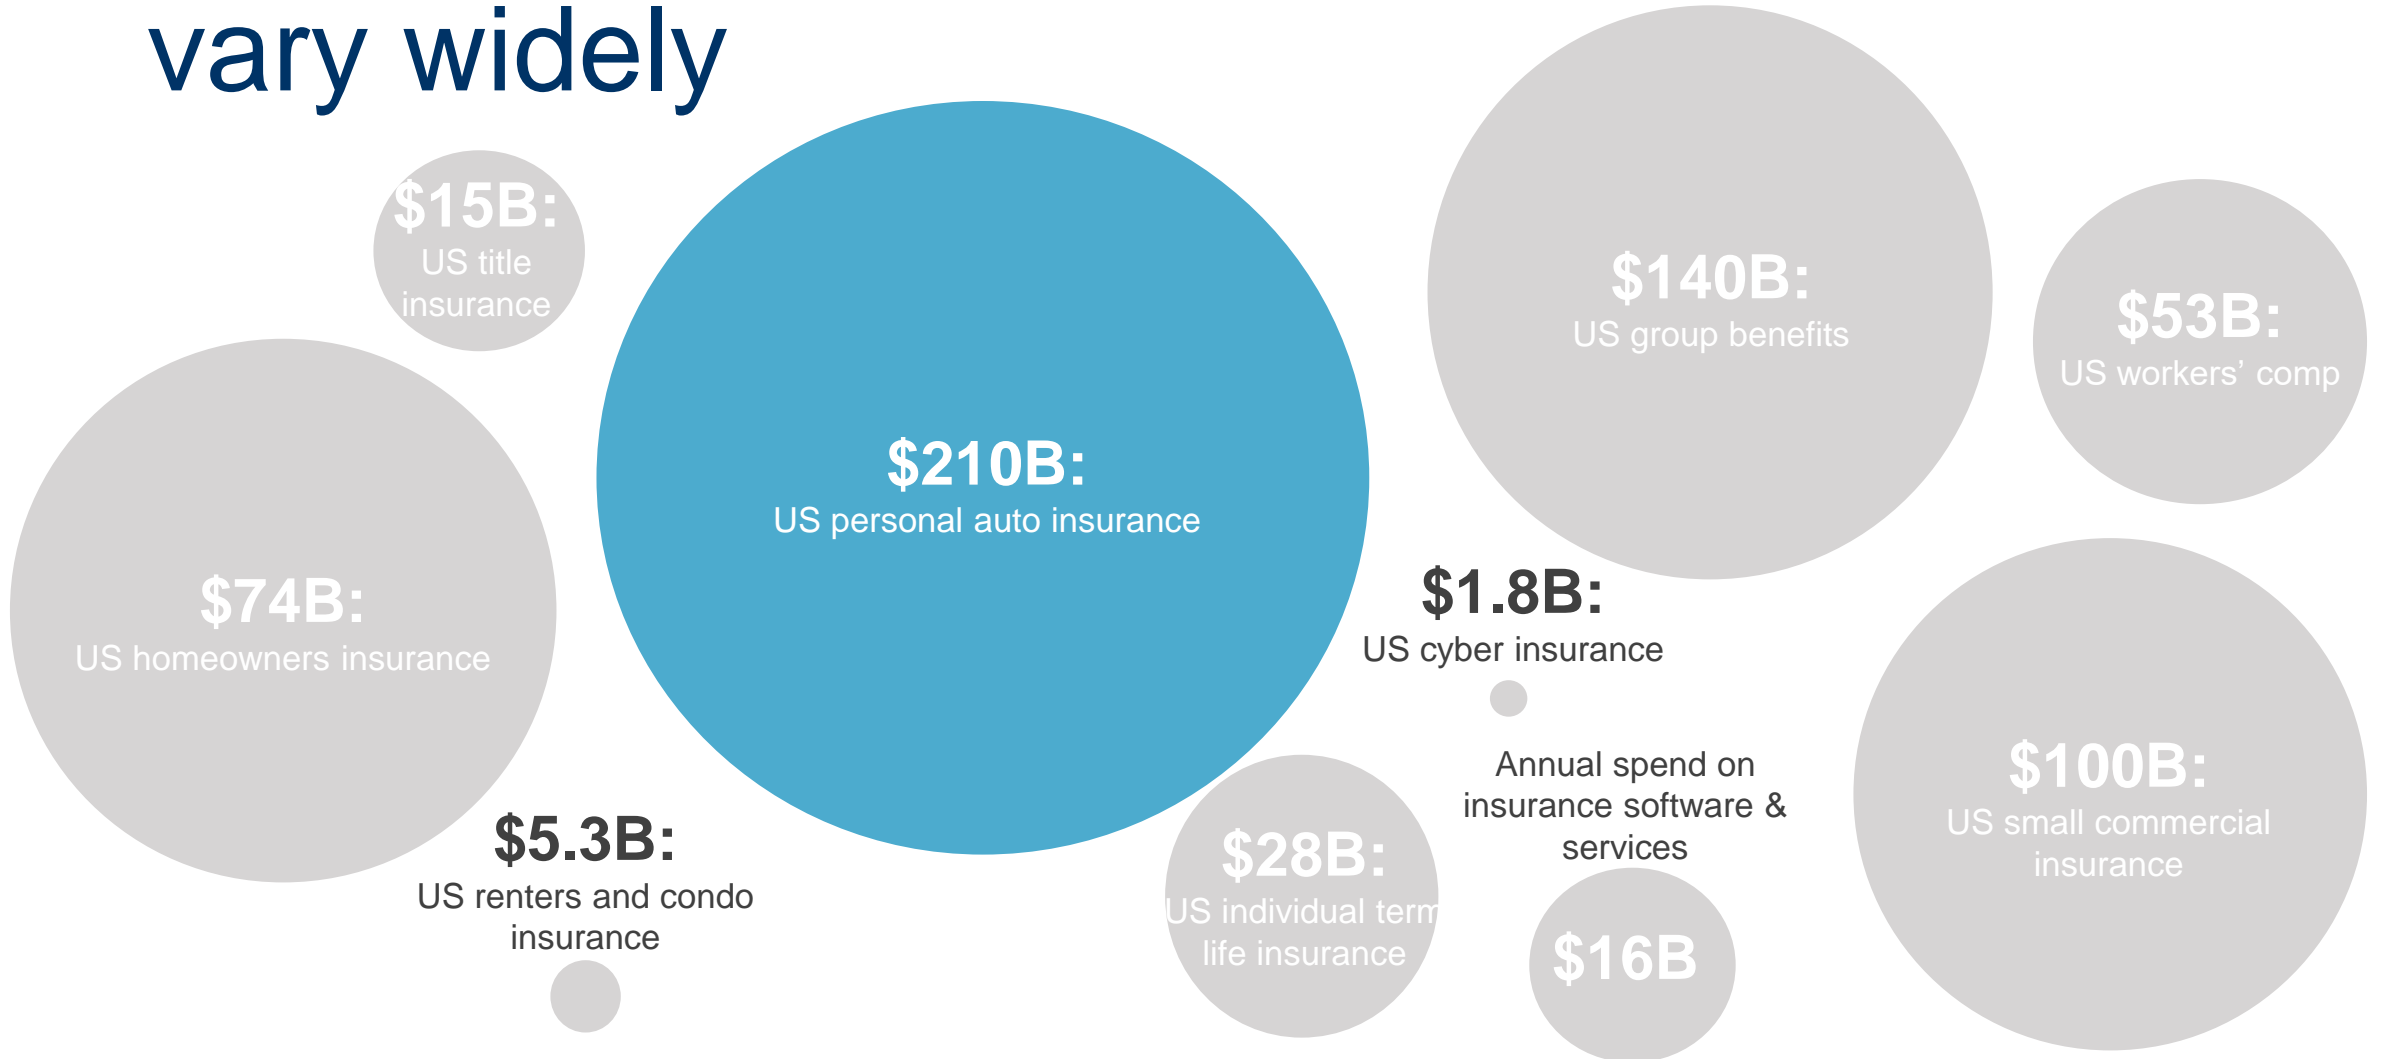 vary widely
$15B:
US title
insurance
$140B:
US group benefits
$53B:
US workers’ comp
$210B:
US personal auto insurance
$74B:
US homeowners insurance
$1.8B:
US cyber insurance
$5.3B:
US renters and condo
insurance
$28B:
US individual term
life insurance
Annual spend on
insurance software &
services
$16B
$100B:
US small commercial
insurance